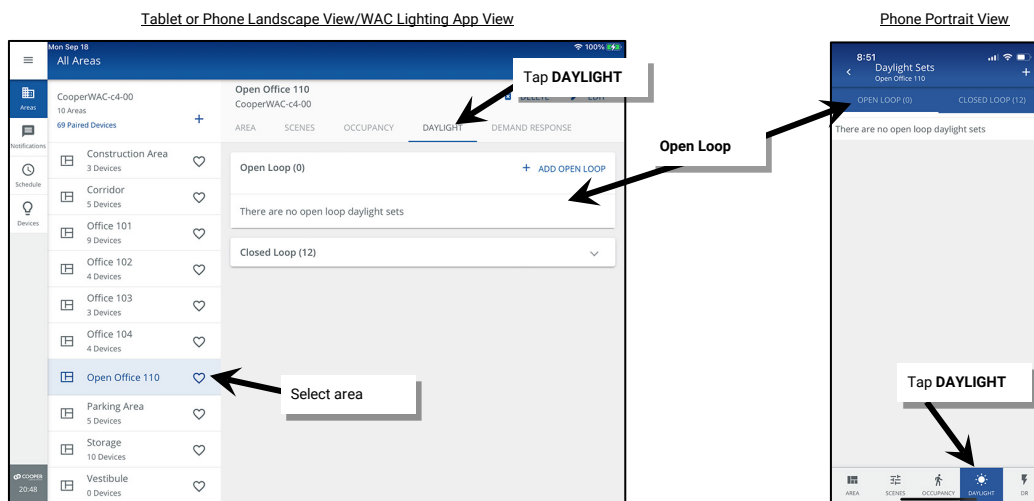 Tablet or Phone Landscape View/WAC Lighting App View
Phone Portrait View
Mon Sep 18
100%
All Areas
Areas
Notifications
Schedule
Devices
COOPER
20:48
CooperWAC-c4-00
10 Areas
69 Paired Devices
+
Construction Area
3 Devices
Corridor
5 Devices
Office 101
9 Devices
Office 102
4 Devices
Office 103
3 Devices
Office 104
4 Devices
Open Office 110
Parking Area
5 Devices
Storage
10 Devices
Vestibule
0 Devices
Open Office 110
CooperWAC-c4-00
DELETE
EDIT
AREA
SCENES
OCCUPANCY
DAYLIGHT
DEMAND RESPONSE
Open Loop (0)
+ ADD OPEN LOOP
There are no open loop daylight sets
Closed Loop (12)
Tap DAYLIGHT
Open Loop
Select area
8:51
Daylight Sets
Open Office 110
+
OPEN LOOP (0)
CLOSED LOOP (12)
There are no open loop daylight sets
Tap DAYLIGHT
AREA
SCENES
OCCUPANCY
DAYLIGHT
DR